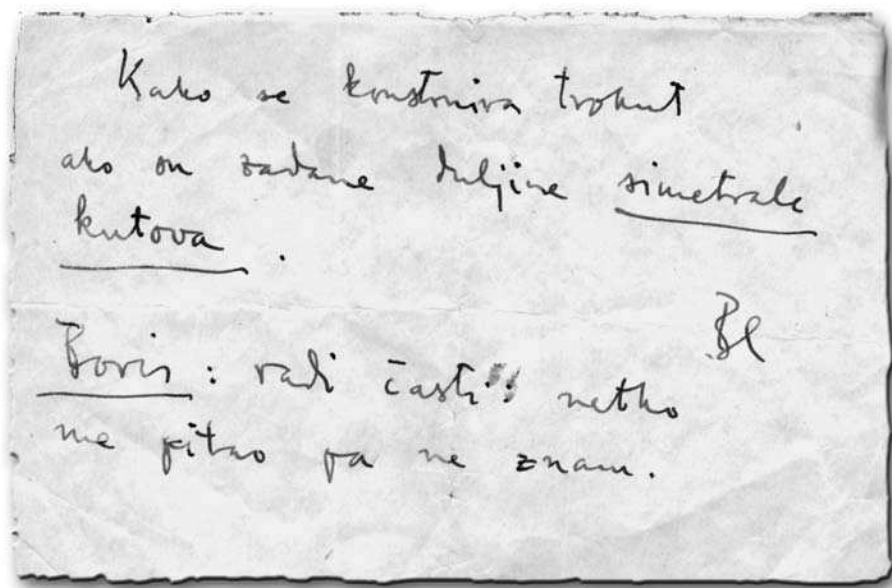 Kako se konstruira trokut
ako su zadane duljine simetrale
kutova.
Bl
Boris: radi časti netko
me pitao pa ne znam.